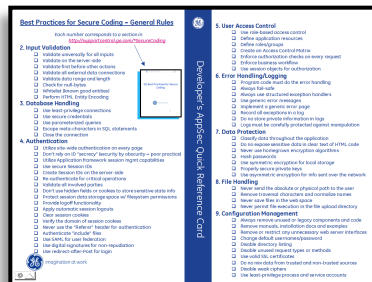 Best Practices for Secure Coding – General Rules
Each number corresponds to a section in
2. Input Validation
Validate universally for all inputs
Validate on the server-side
Validate first before other actions
Validate all external data connections
Validate data range and length
Check for null-bytes
Whitelist (known good entities)
Perform HTML Entity Encoding
3. Database Handling
Use least-privilege connections
Use secure credentials
Use parameterized queries
Escape meta-characters in SQL statements
Close the connection
4. Authentication
Utilize site-wide authentication on every page
Don't rely on ID "secrecy" (security by obscurity = poor practice)
Utilize Application framework session mgmt capabilities
Use secure Session IDs
Create Session IDs on the server-side
Re-authenticate for critical operations
Validate all involved parties
Don't use hidden fields or cookies to store sensitive state info
Protect session data storage space w/ filesystem permissions
Provide logoff functionality
Apply automatic session logouts
Clear session cookies
Verify the domain of session cookies
Never use the "Referer" header for authentication
Authenticate "include" files
Use SAML for user federation
Use digital signatures for non-repudiation
Use redirect-after-Post for login
imagination at work
Developer's AppSec Quick Reference Card
5. User Access Control
Use role-based access control
Define application resources
Define roles/groups
Create an Access Control Matrix
Enforce authorization checks on every request
Enforce business workflow
Use session objects for authorization
6. Error Handling/Logging
Program code must do the error handling
Always fail-safe
Always use structured exception handlers
Use generic error messages
Implement a generic error page
Record all exceptions in a log
Do not store private information in logs
Logs must be carefully protected against manipulation
7. Data Protection
Classify data throughout the application
Do not expose sensitive data in clear text of HTML code
Never use homegrown encryption algorithms
Hash passwords
Use symmetric encryption for local storage
Properly secure private keys
Use asymmetric encryption for info sent over the network
8. File Handling
Never send the absolute or physical path to the user
Remove traversal characters and normalize names
Never save files in the web space
Never permit file execution in the file upload directory
9. Configuration Management
Always remove unused or legacy components and code
Remove manuals, installation docs and examples
Remove or restrict any unnecessary web server interfaces
Change default usernames/password
Disable directory listing
Disable unused request types or methods
Use valid SSL certificates
Do no mix data from trusted and non-trusted sources
Disable weak ciphers
Use least-privilege process and service accounts